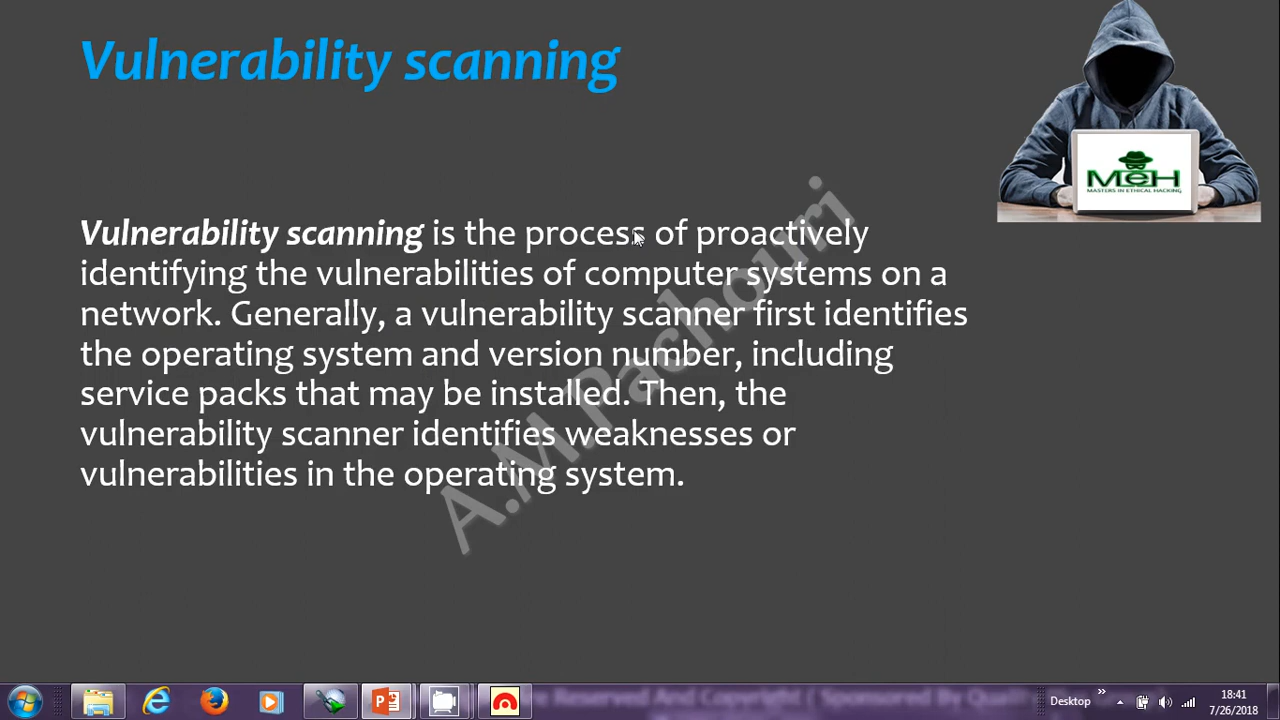 Vulnerability scanning
MEH
MASTERS IN ETHICAL HACKING
Vulnerability scanning is the process of proactively
identifying the vulnerabilities of computer systems on a
network. Generally, a vulnerability scanner first identifies
the operating system and version number, including
service packs that may be installed. Then, the
vulnerability scanner identifies weaknesses or
vulnerabilities in the operating system.
A.M.Pachouri
Desktop
18:41
7/26/2018